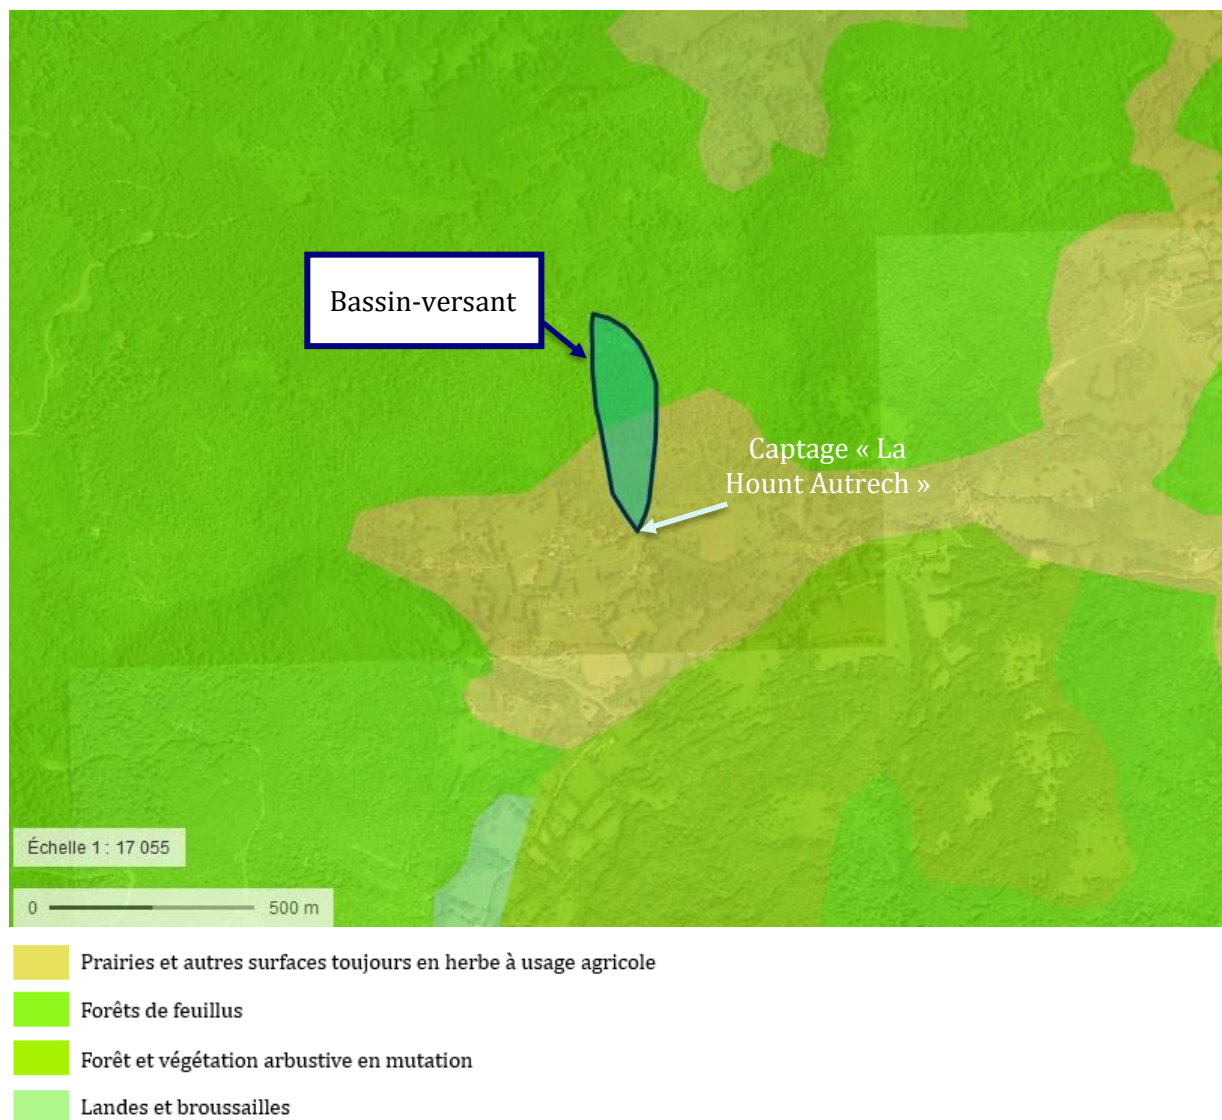 Bassin-versant
Captage « La
Hount Autrech »
Échelle 1 : 17 055
0 500 m
Prairies et autres surfaces toujours en herbe à usage agricole
Forêts de feuillus
Forêt et végétation arbustive en mutation
Landes et broussailles